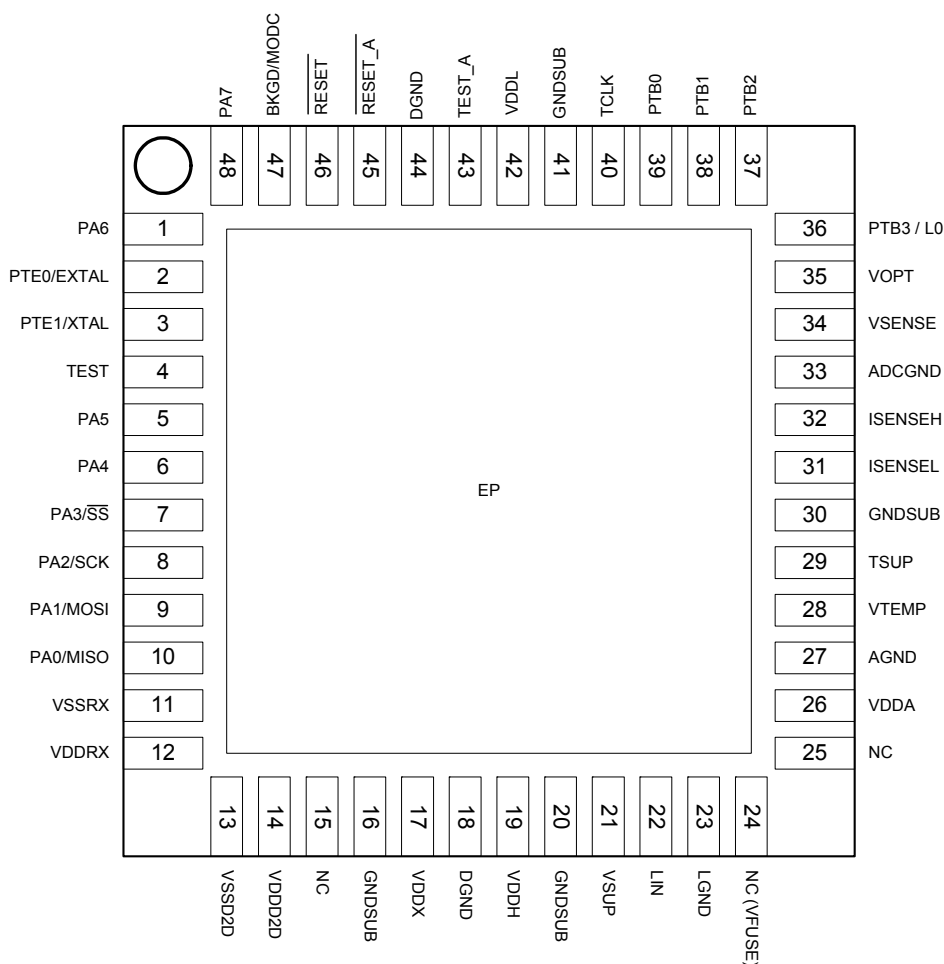 PA7
BKGD/MODC
RESET
RESET_A
DGND
TEST_A
VDDL
GNDSUB
TCLK
PTB0
PTB1
PTB2
48
47
46
45
44
43
42
41
40
39
38
37
PA6 1
PTE0/EXTAL 2
PTE1/XTAL 3
TEST 4
PA5 5
PA4 6
PA3/SS 7
PA2/SCK 8
PA1/MOSI 9
PA0/MISO 10
VSSRX 11
VDDRX 12
EP
36 PTB3 / L0
35 VOPT
34 VSENSE
33 ADCGND
32 ISENSEH
31 ISENSEL
30 GNDSUB
29 TSUP
28 VTEMP
27 AGND
26 VDDA
25 NC
13
14
15
16
17
18
19
20
21
22
23
24
VSSD2D
VDDD2D
NC
GNDSUB
VDDX
DGND
VDDH
GNDSUB
VSUP
LIN
LGND
NC (VFUSE)